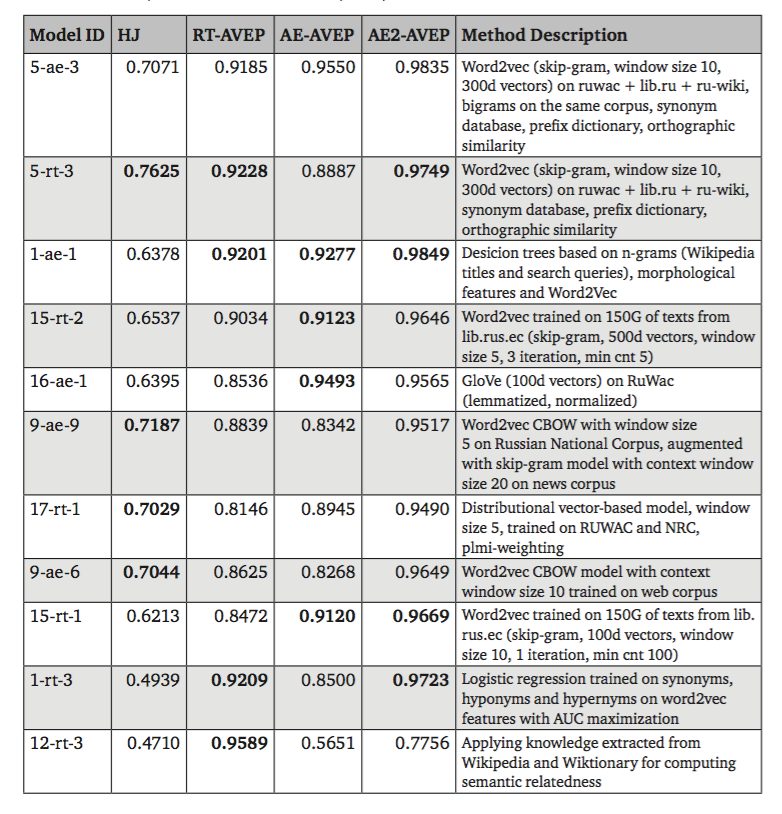 Model ID HJ RT-AVEP AE-AVEP AE2-AVEP Method Description
5-ae-3 0.7071 0.9185 0.9550 0.9835 Word2vec (skip-gram, window size 10,
300d vectors) on ruwac + lib.ru + ru-wiki,
bigrams on the same corpus, synonym
database, prefix dictionary, orthographic
similarity
5-rt-3 0.7625 0.9228 0.8887 0.9749 Word2vec (skip-gram, window size 10,
300d vectors) on ruwac + lib.ru + ru-wiki,
synonym database, prefix dictionary,
orthographic similarity
1-ae-1 0.6378 0.9201 0.9277 0.9849 Desicion trees based on n-grams (Wikipedia
titles and search queries), morphological
features and Word2Vec
15-rt-2 0.6537 0.9034 0.9123 0.9646 Word2vec trained on 150G of texts from
lib.rus.ec (skip-gram, 500d vectors, window
size 5, 3 iteration, min cnt 5)
16-ae-1 0.6395 0.8536 0.9493 0.9565 GloVe (100d vectors) on RuWac
(lemmatized, normalized)
9-ae-9 0.7187 0.8839 0.8342 0.9517 Word2vec CBOW with window size
5 on Russian National Corpus, augmented
with skip-gram model with context window
size 20 on news corpus
17-rt-1 0.7029 0.8146 0.8945 0.9490 Distributional vector-based model, window
size 5, trained on RUWAC and NRC,
plmi-weighting
9-ae-6 0.7044 0.8625 0.8268 0.9649 Word2vec CBOW model with context
window size 10 trained on web corpus
15-rt-1 0.6213 0.8472 0.9120 0.9669 Word2vec trained on 150G of texts from lib.
rus.ec (skip-gram, 100d vectors, window
size 10, 1 iteration, min cnt 100)
1-rt-3 0.4939 0.9209 0.8500 0.9723 Logistic regression trained on synonyms,
hyponyms and hypernyms on word2vec
features with AUC maximization
12-rt-3 0.4710 0.9589 0.5651 0.7756 Applying knowledge extracted from
Wikipedia and Wiktionary for computing
semantic relatedness